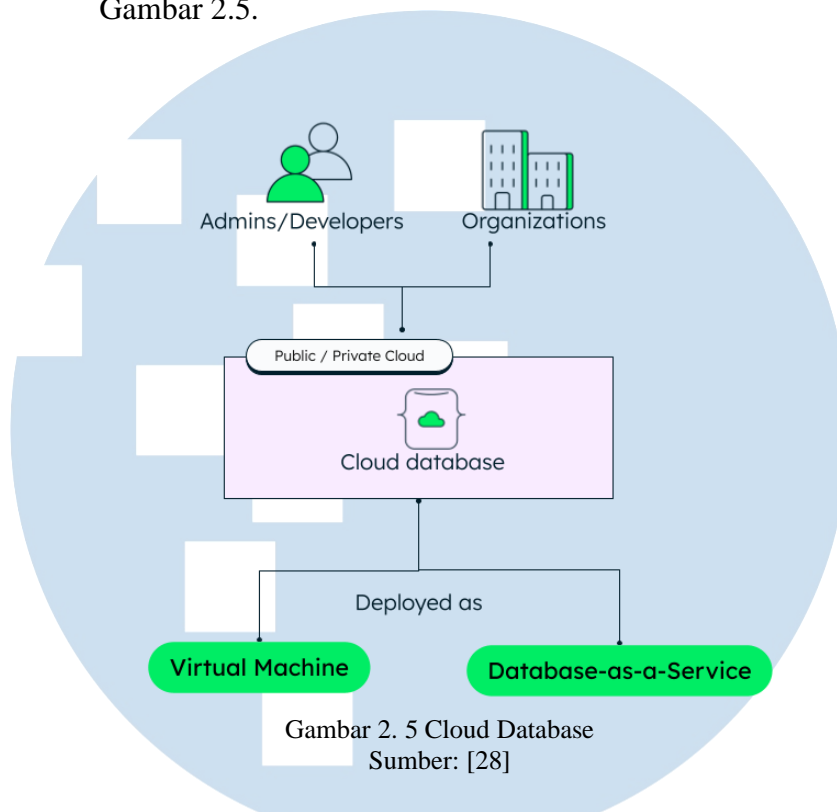 Gambar 2.5.
Admins/Developers Organizations
Public / Private Cloud
Cloud database
Deployed as
Virtual Machine Database-as-a-Service
Gambar 2. 5 Cloud Database
Sumber: [28]